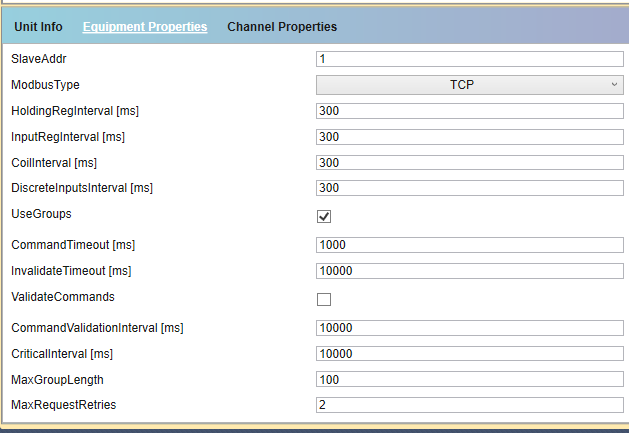 Unit Info Equipment Properties Channel Properties
SlaveAddr 1
ModbusType TCP
HoldingRegInterval [ms] 300
InputRegInterval [ms] 300
CoilInterval [ms] 300
DiscreteInputsInterval [ms] 300
UseGroups
CommandTimeout [ms] 1000
InvalidateTimeout [ms] 10000
ValidateCommands
CommandValidationInterval [ms] 10000
CriticalInterval [ms] 10000
MaxGroupLength 100
MaxRequestRetries 2